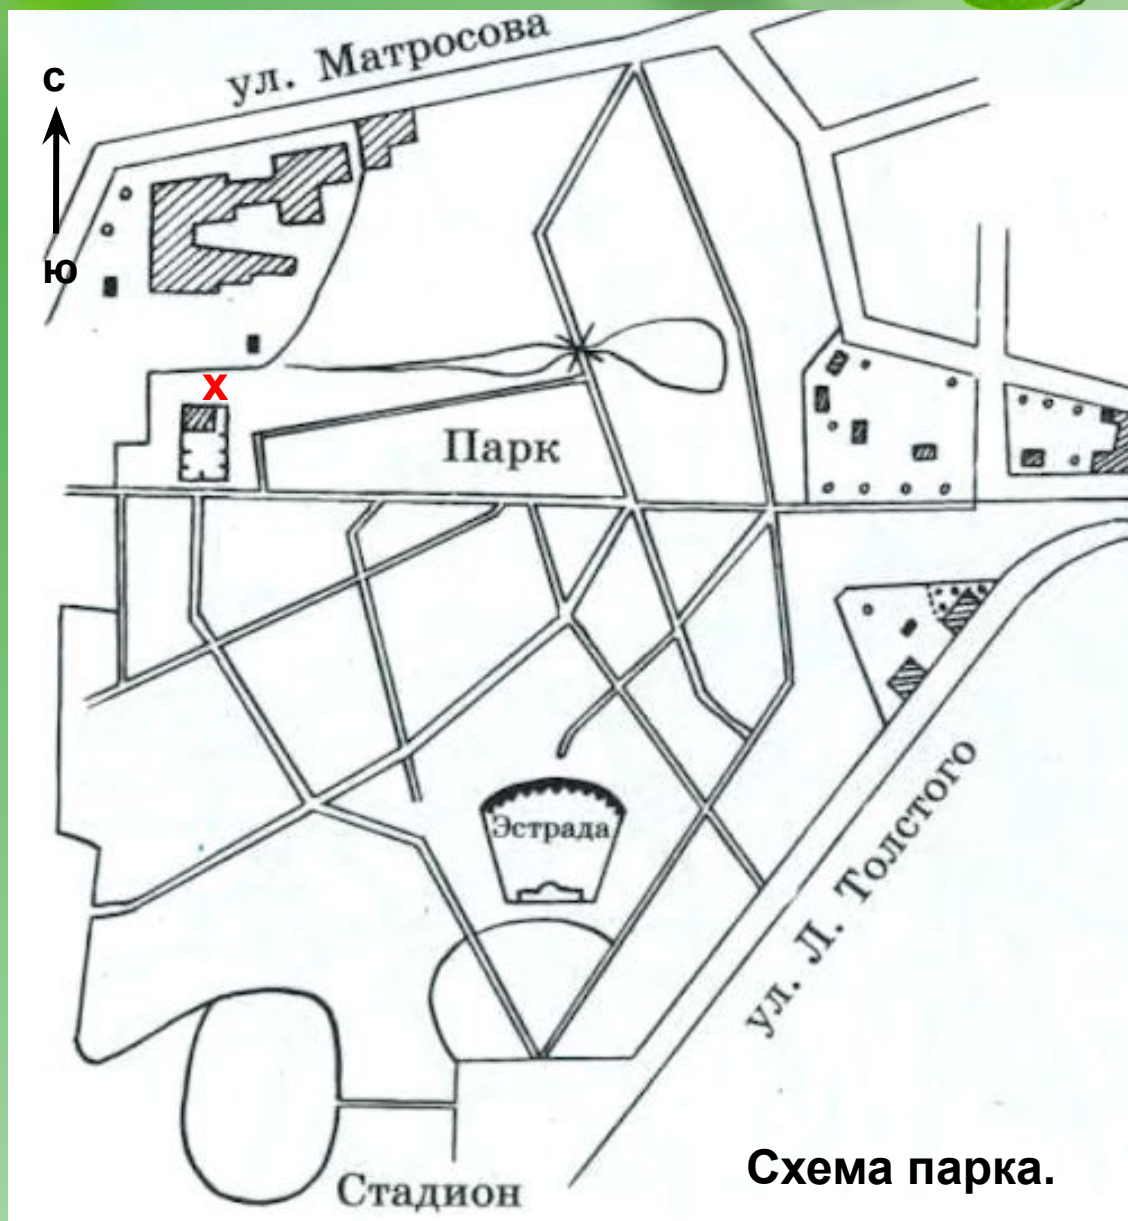 ул. Матросова
С
Ю
х
Парк
Эстрада
ул. Л. Толстого
Стадион
Схема парка.